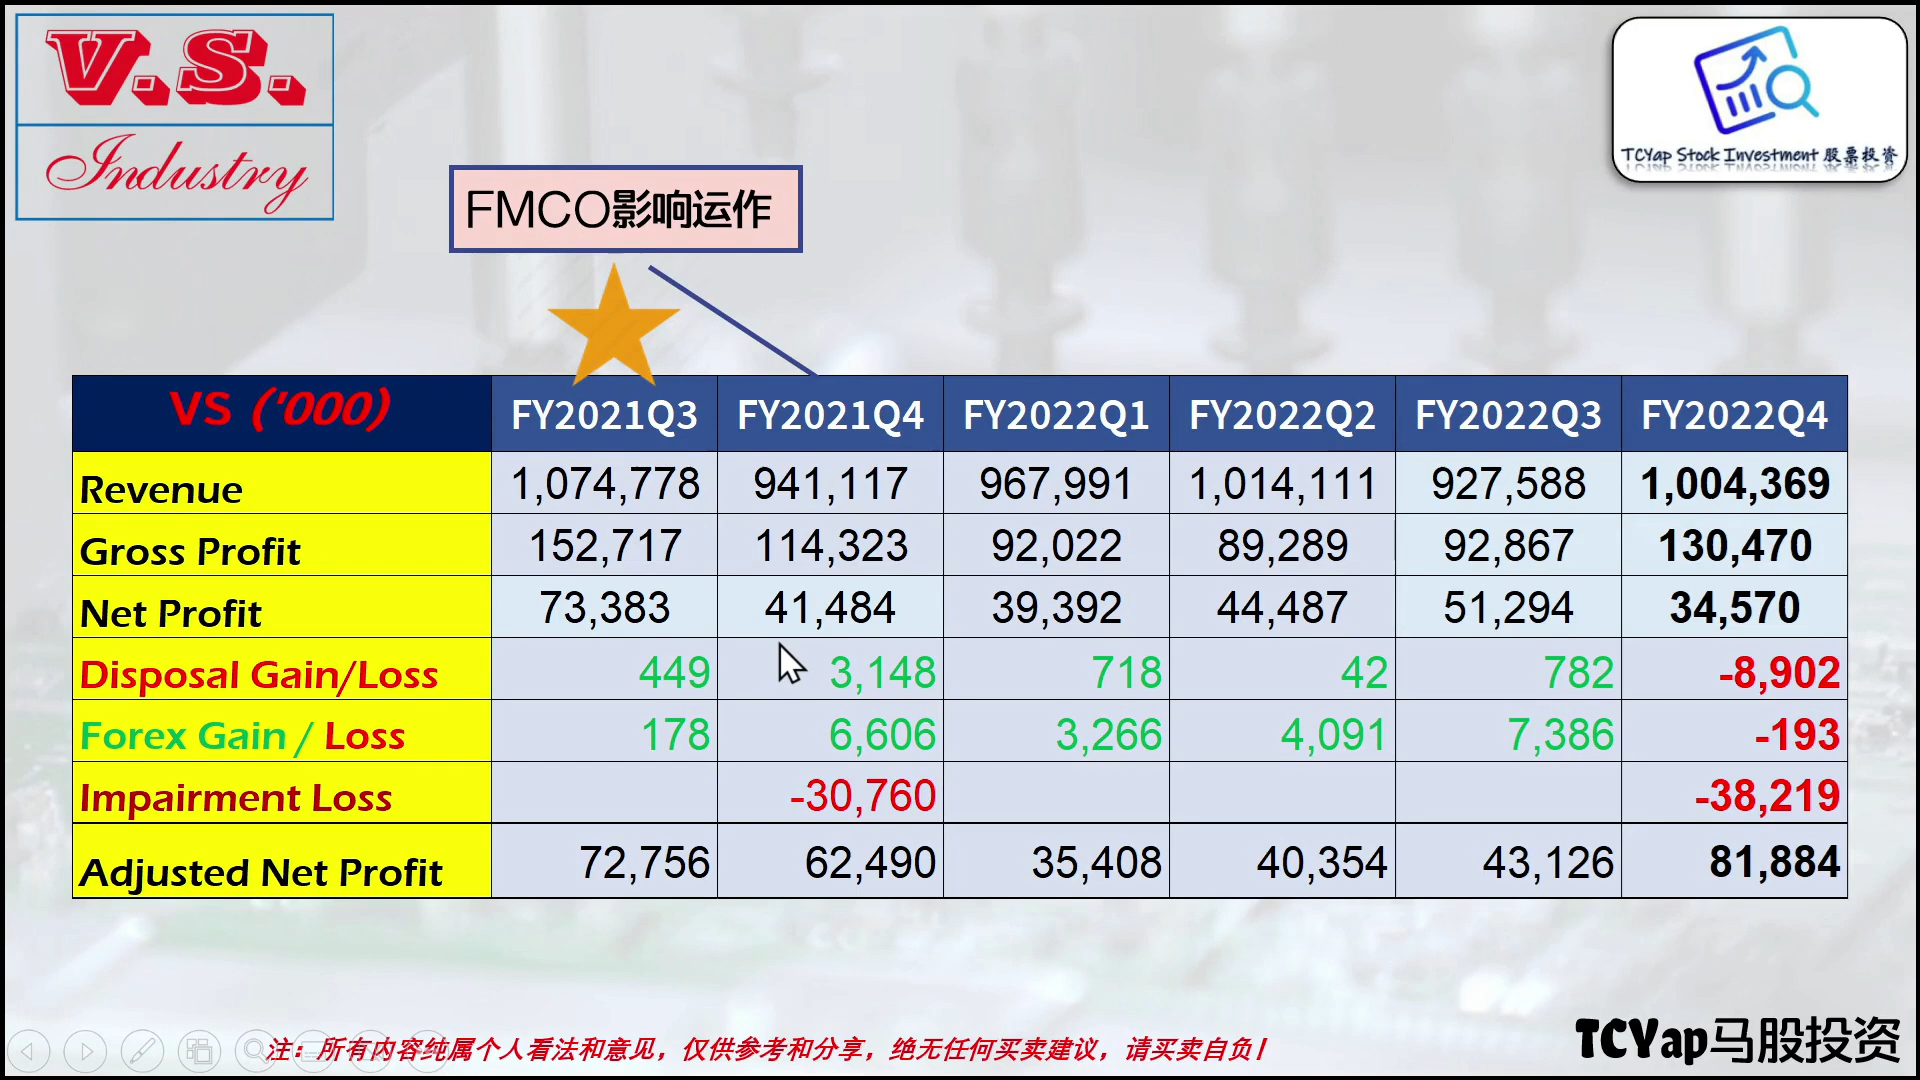 V.S.
Industry
TCYap Stock Investment 股票投资
FMCO影响运作
VS ('000) FY2021Q3 FY2021Q4 FY2022Q1 FY2022Q2 FY2022Q3 FY2022Q4
Revenue 1,074,778 941,117 967,991 1,014,111 927,588 1,004,369
Gross Profit 152,717 114,323 92,022 89,289 92,867 130,470
Net Profit 73,383 41,484 39,392 44,487 51,294 34,570
Disposal Gain/Loss 449 3,148 718 42 782 -8,902
Forex Gain / Loss 178 6,606 3,266 4,091 7,386 -193
Impairment Loss -30,760 -38,219
Adjusted Net Profit 72,756 62,490 35,408 40,354 43,126 81,884
注：所有内容纯属个人看法和意见，仅供参考和分享，绝无任何买卖建议，请买卖自负！
TCYap马股投资